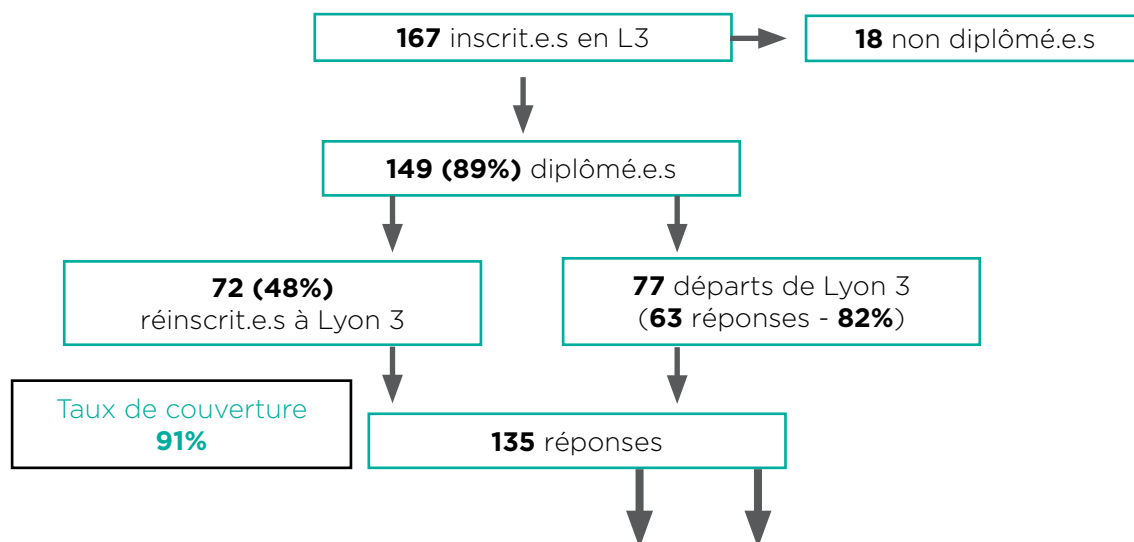 167 inscrit.e.s en L3
18 non diplômé.e.s
149 (89%) diplômé.e.s
72 (48%)
réinscrit.e.s à Lyon 3
77 départs de Lyon 3
(63 réponses - 82%)
Taux de couverture
91%
135 réponses